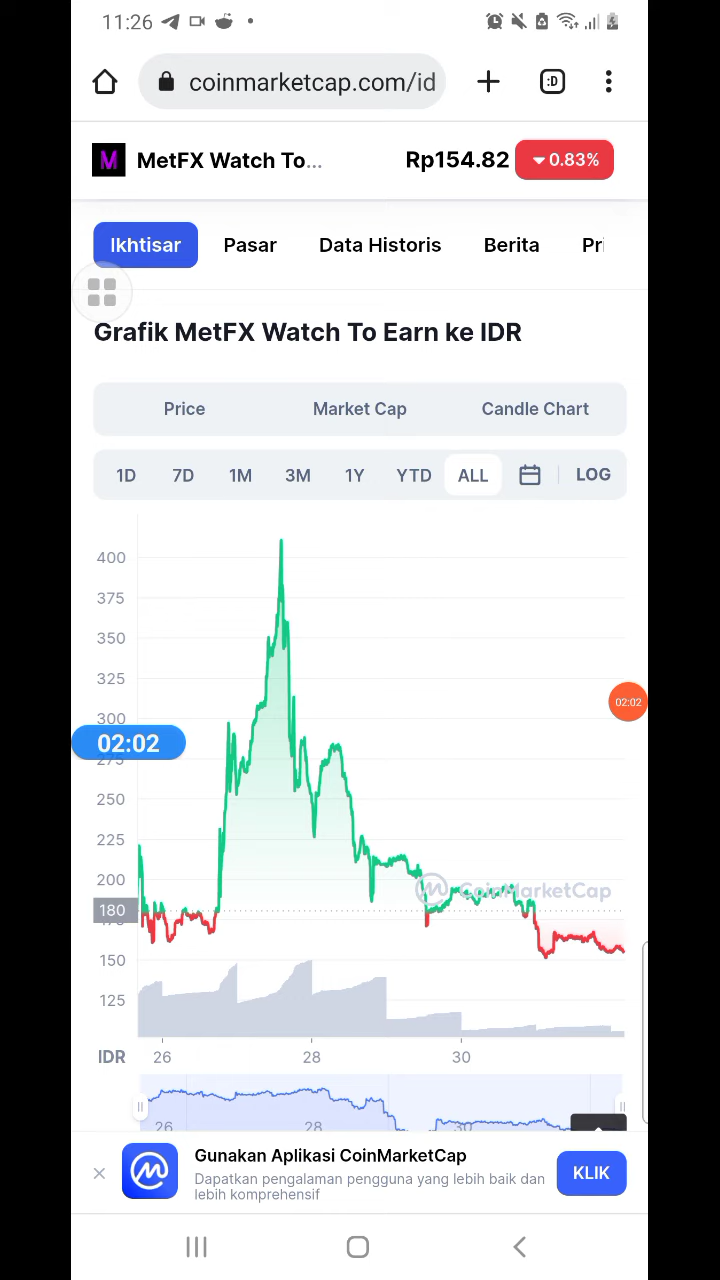 11:26
coinmarketcap.com/id
:D
MetFX Watch To...
Rp154.82
0.83%
Ikhtisar
Pasar
Data Historis
Berita
Pri
Grafik MetFX Watch To Earn ke IDR
Price
Market Cap
Candle Chart
1D
7D
1M
3M
1Y
YTD
ALL
LOG
400
375
350
325
300
02:02
02:02
275
250
225
200
CoinMarketCap
180
150
125
IDR
26
28
30
26
28
30
Gunakan Aplikasi CoinMarketCap
Dapatkan pengalaman pengguna yang lebih baik dan
lebih komprehensif
KLIK